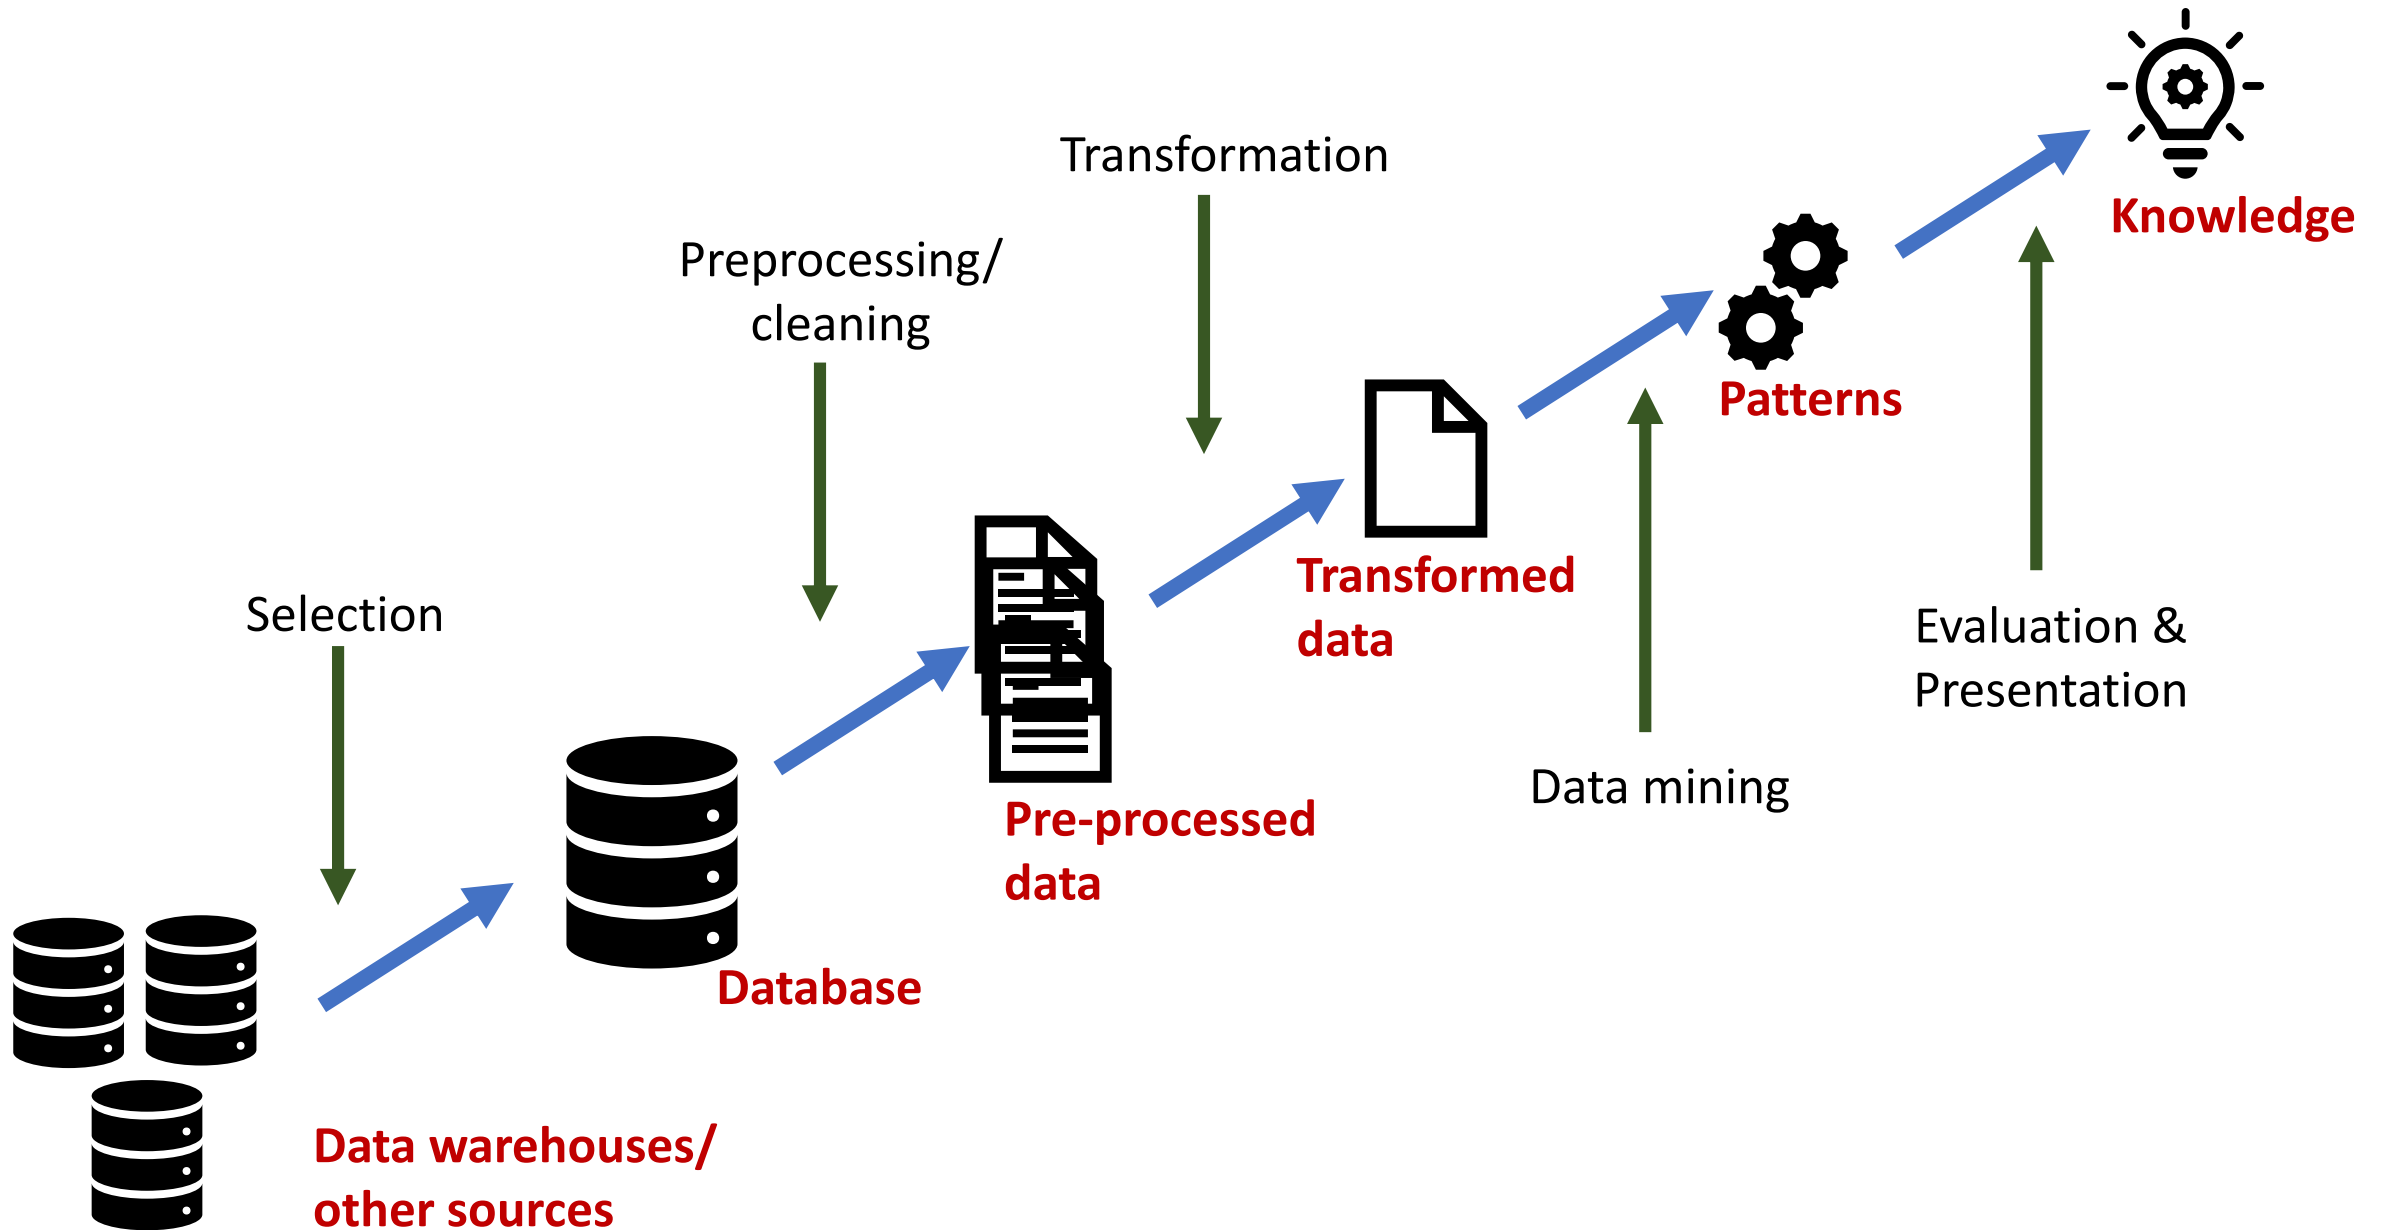 Transformation
Knowledge
Preprocessing/
cleaning
Patterns
Transformed
data
Selection
Evaluation &
Presentation
Data mining
Pre-processed
data
Database
Data warehouses/
other sources